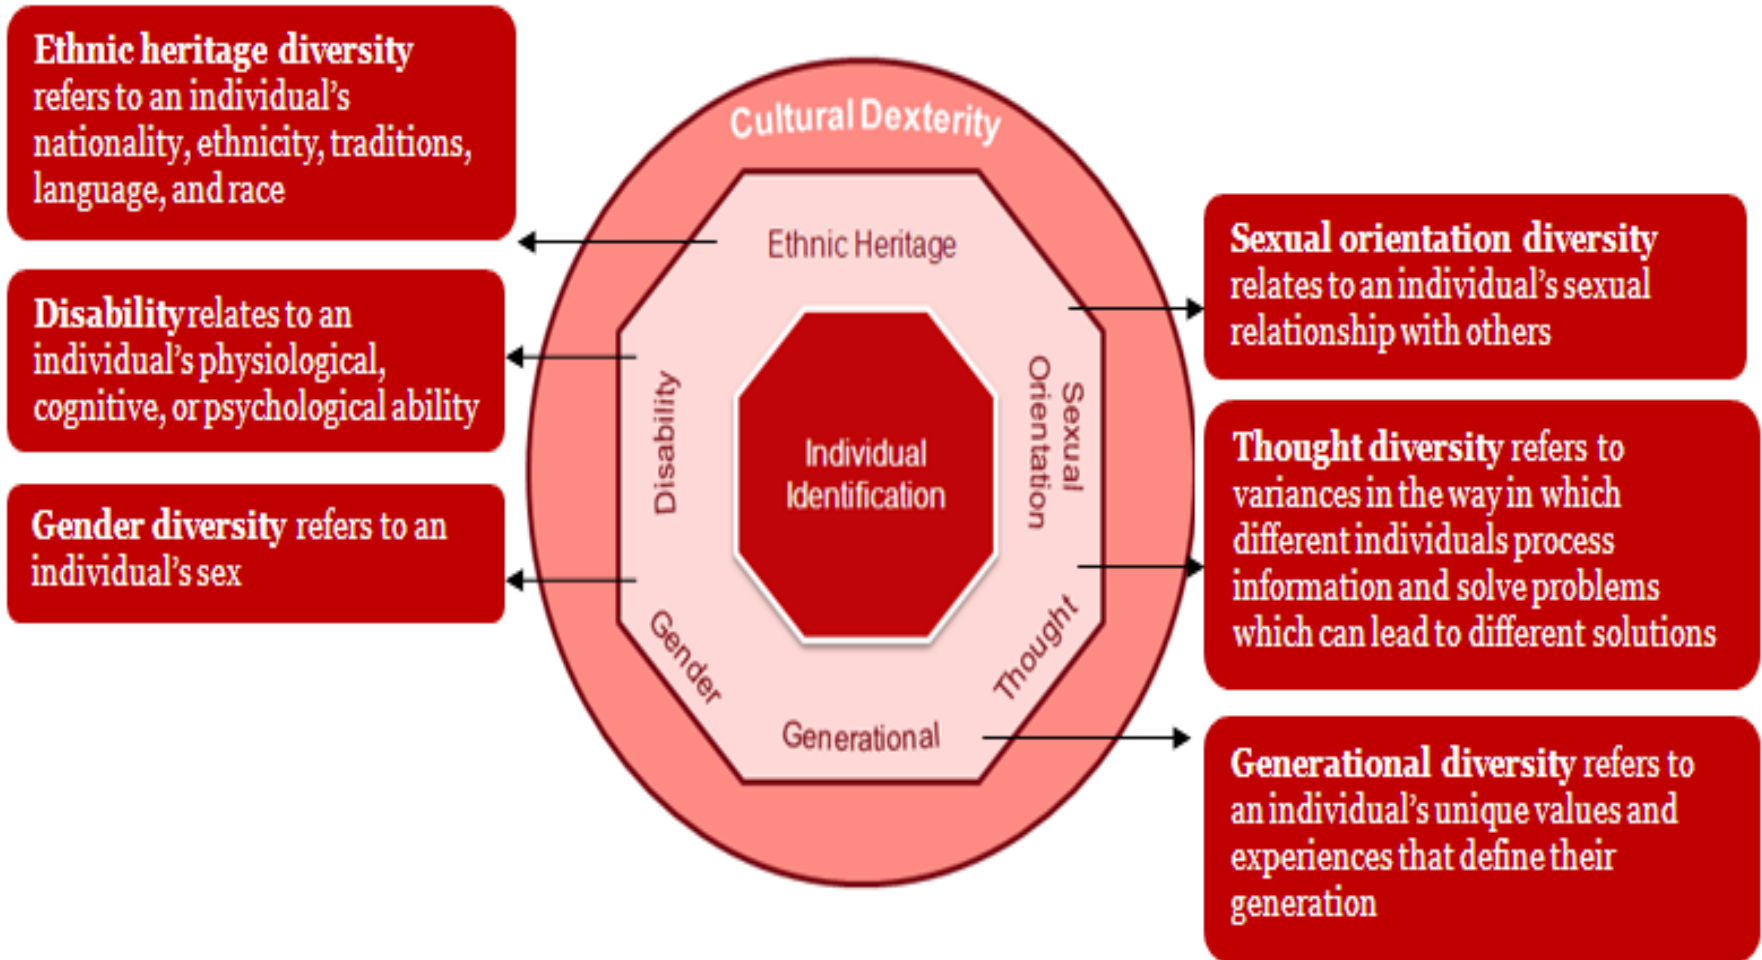 Ethnic heritage diversity
refers to an individual's
nationality, ethnicity, traditions,
language, and race
Disability relates to an
individual's physiological,
cognitive, or psychological ability
Gender diversity refers to an
individual's sex
Cultural Dexterity
Ethnic Heritage
Disability
Individual
Identification
Sexual
Orientation
Gender
Thought
Generational
Sexual orientation diversity
relates to an individual's sexual
relationship with others
Thought diversity refers to
variances in the way in which
different individuals process
information and solve problems
which can lead to different solutions
Generational diversity refers to
an individual's unique values and
experiences that define their
generation